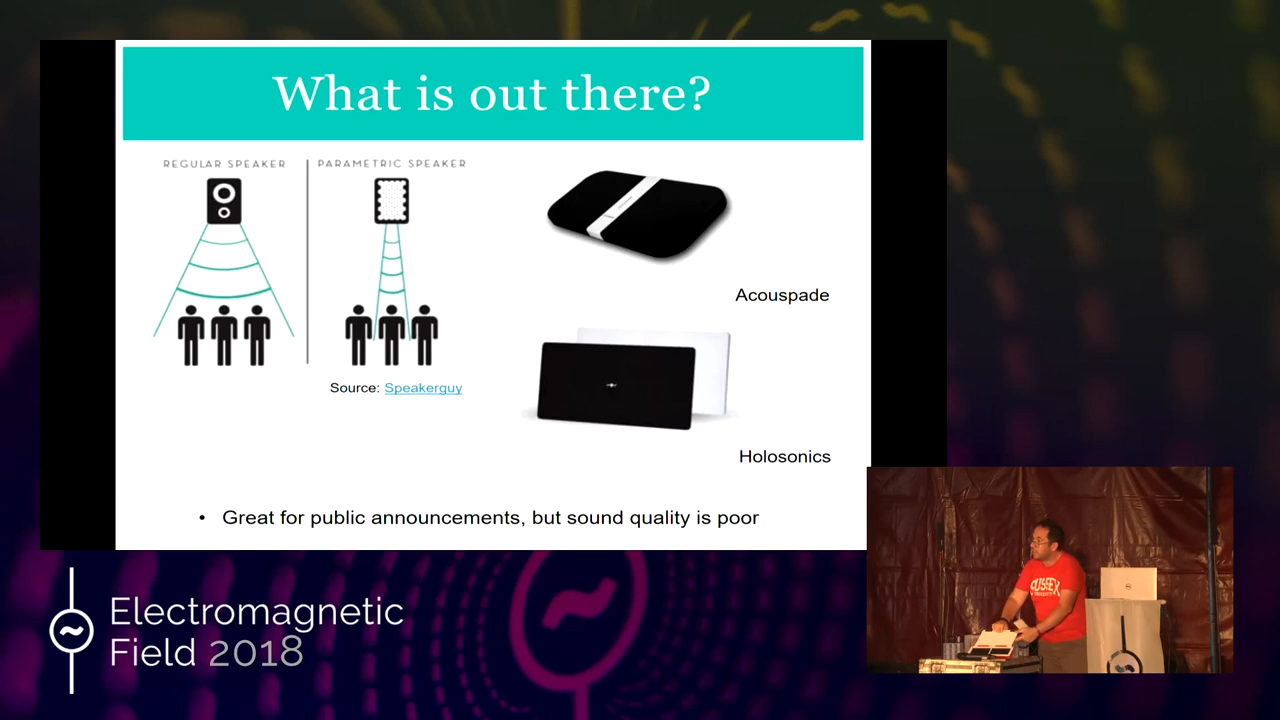 What is out there?
REGULAR SPEAKER
PARAMETRIC SPEAKER
Source: Speakerguy
Acouspade
Holosonics
• Great for public announcements, but sound quality is poor
SUSSEX
Electromagnetic
Field 2018